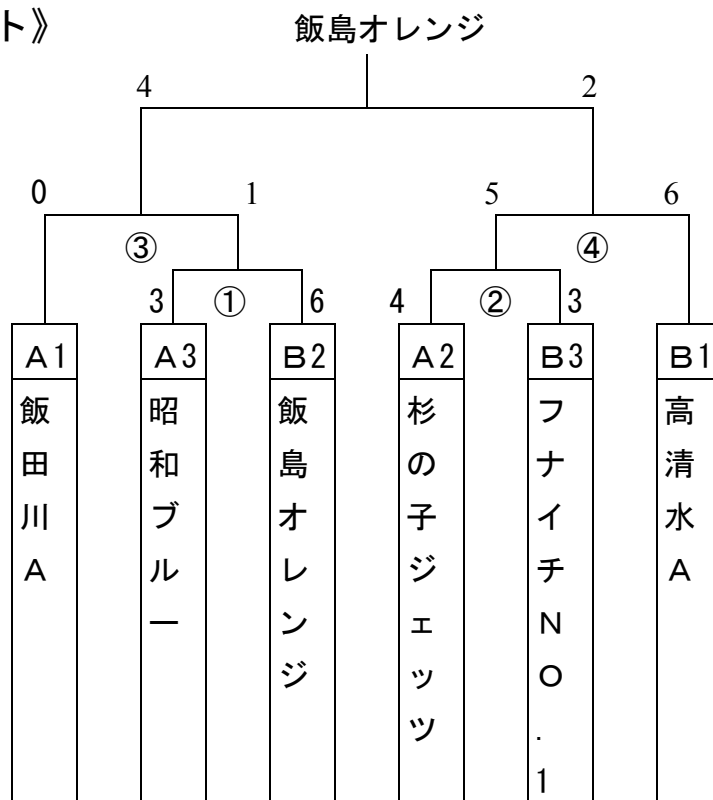 ト》
飯島オレンジ
4 2
0 1 5 6
③ ④
3 ① 6 4 ② 3
A1 A3 B2 A2 B3 B1
飯田川A
昭和ブルー
飯島オレンジ
杉の子ジェッツ
フナイチNO.1
高清水A